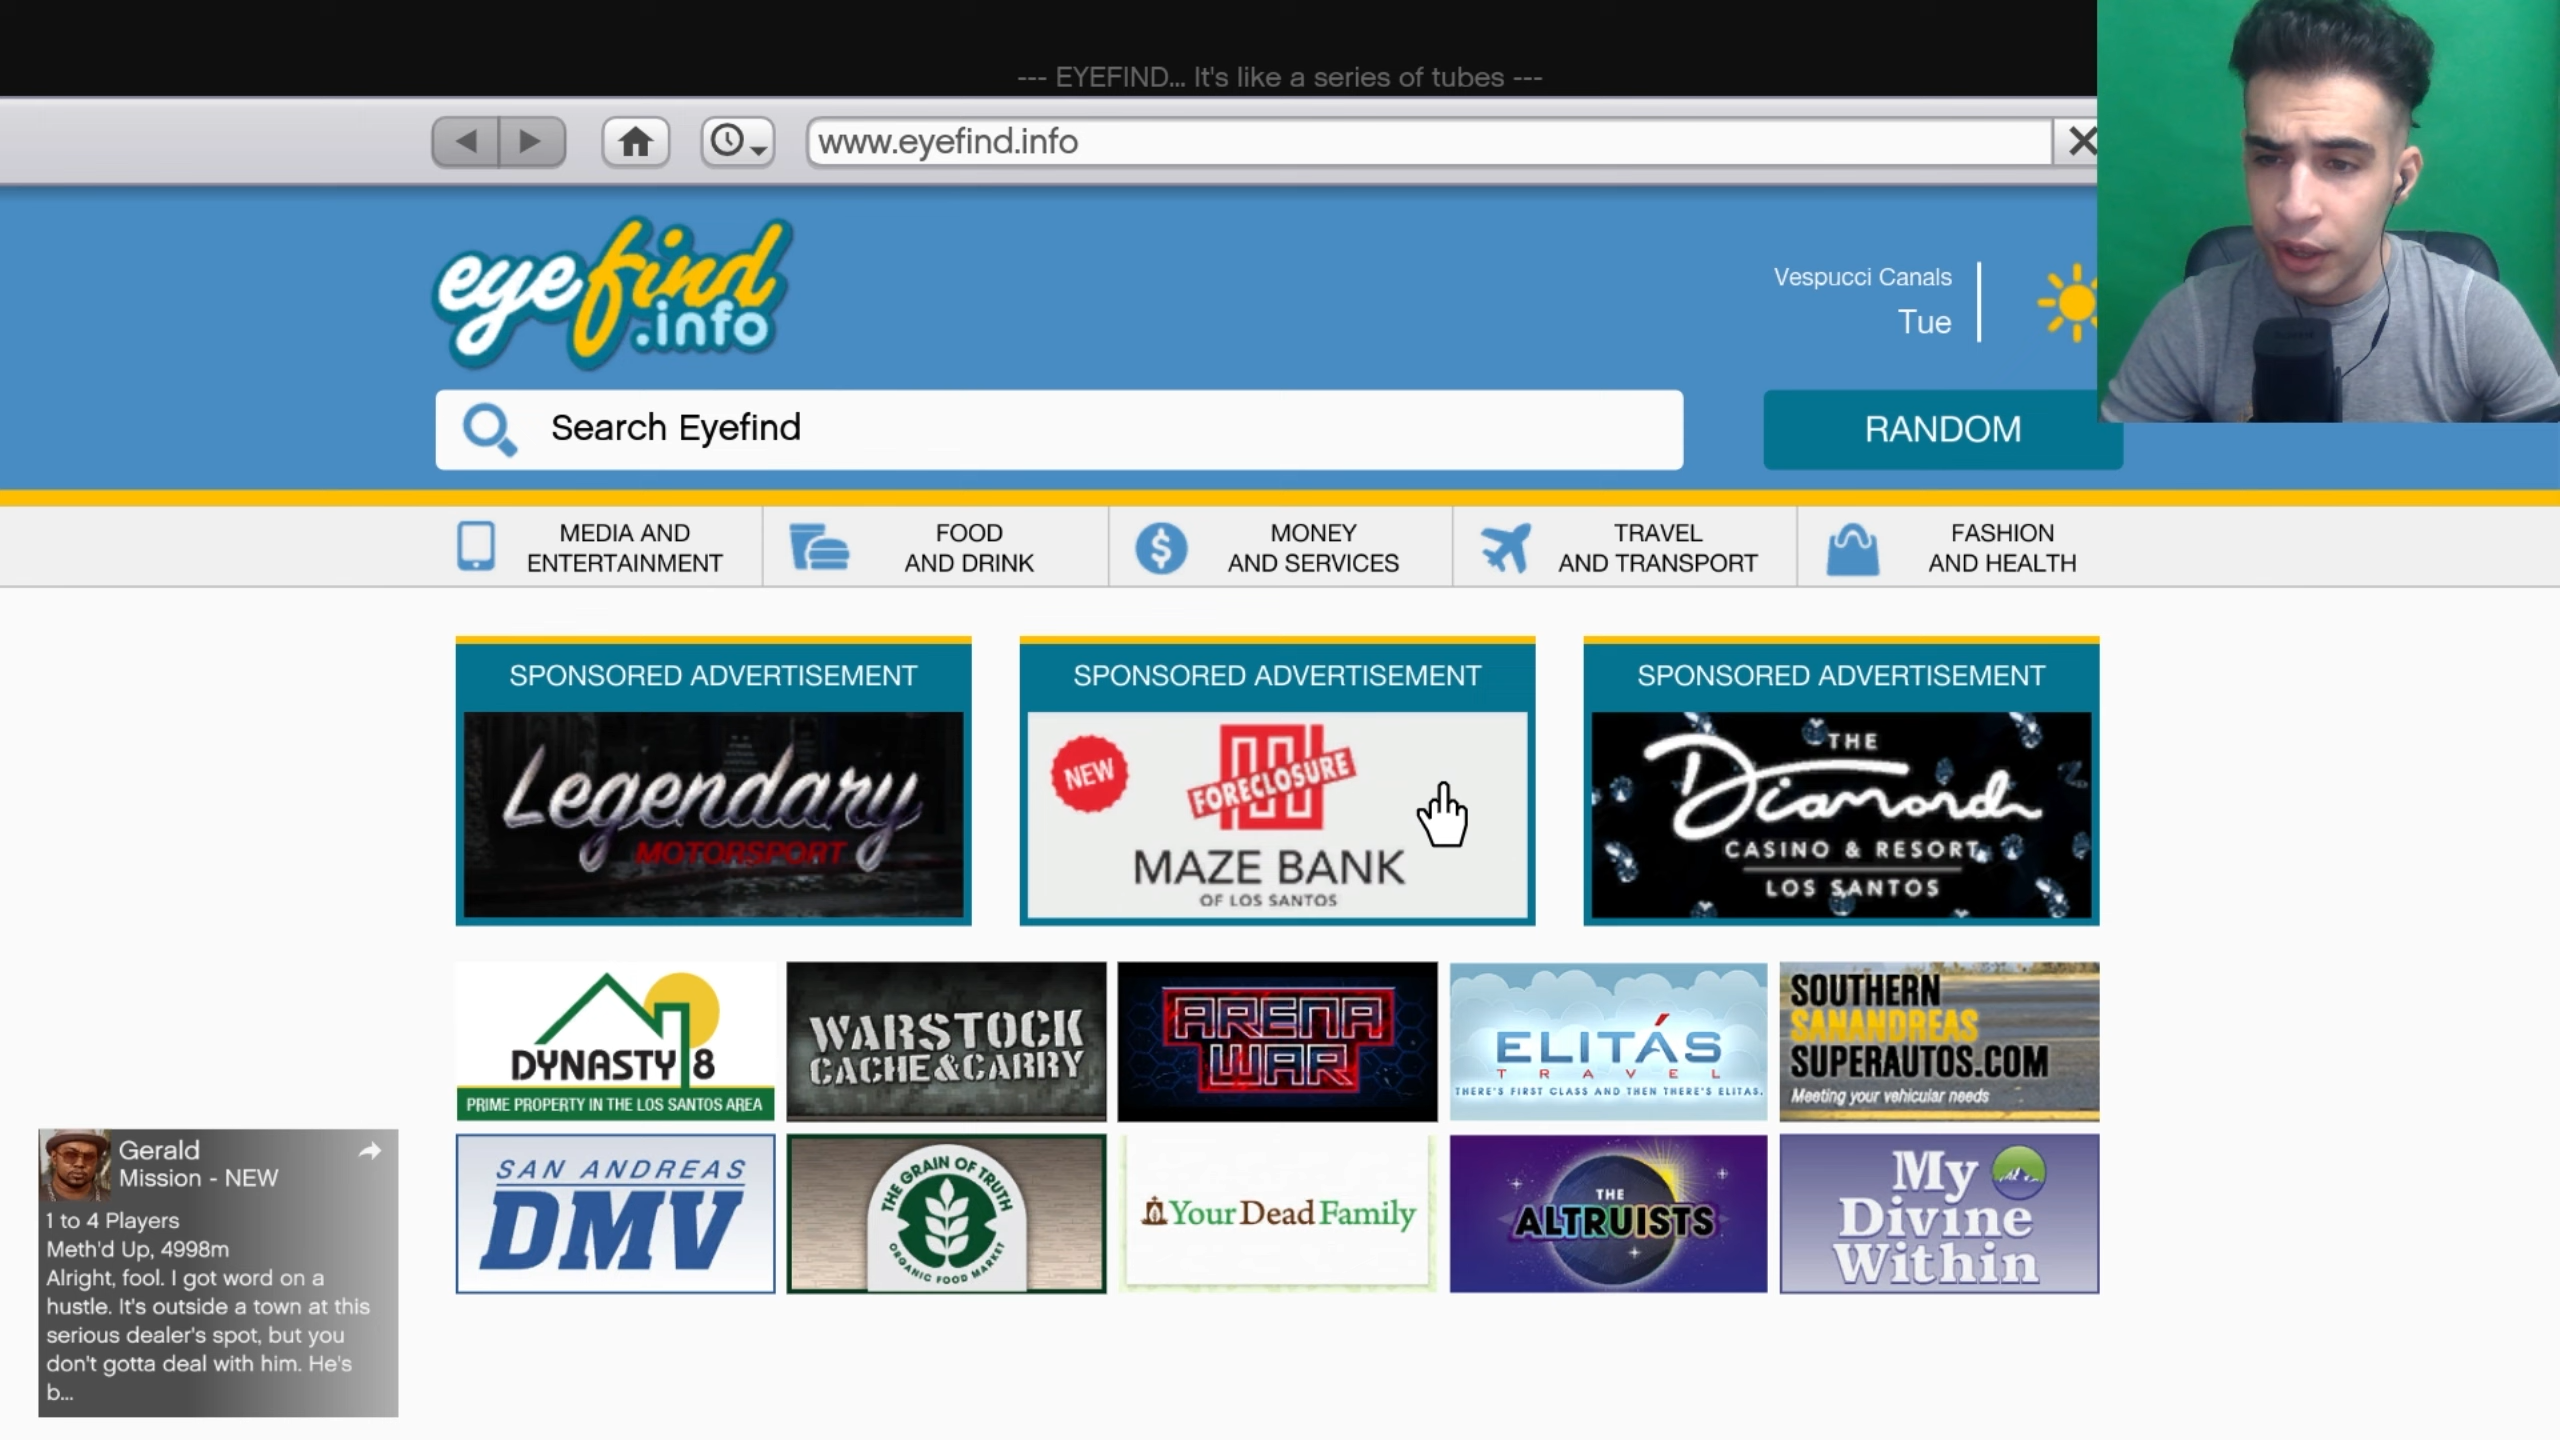 --- EYEFIND... It's like a series of tubes ---
www.eyefind.info
eyefind
.info
Vespucci Canals
Tue
Search Eyefind
RANDOM
MEDIA AND
ENTERTAINMENT
FOOD
AND DRINK
MONEY
AND SERVICES
TRAVEL
AND TRANSPORT
FASHION
AND HEALTH
SPONSORED ADVERTISEMENT
Legendary
MOTORSPORT
SPONSORED ADVERTISEMENT
NEW
FORECLOSURE
MAZE BANK
OF LOS SANTOS
SPONSORED ADVERTISEMENT
THE
Diamond
CASINO & RESORT
LOS SANTOS
DYNASTY 8
PRIME PROPERTY IN THE LOS SANTOS AREA
WARSTOCK
CACHE&CARRY
ARENA
WAR
ELITÁS
TRAVEL
THERE'S FIRST CLASS AND THEN THERE'S ELITAS.
SOUTHERN
SANANDREAS
SUPERAUTOS.COM
Meeting your vehicular needs
SAN ANDREAS
DMV
THE GRAIN OF TRUTH
ORGANIC FOOD MARKET
YourDeadFamily
THE
ALTRUISTS
My
Divine
Within
Gerald
Mission - NEW
1 to 4 Players
Meth'd Up, 4998m
Alright, fool. I got word on a
hustle. It's outside a town at this
serious dealer's spot, but you
don't gotta deal with him. He's
b...